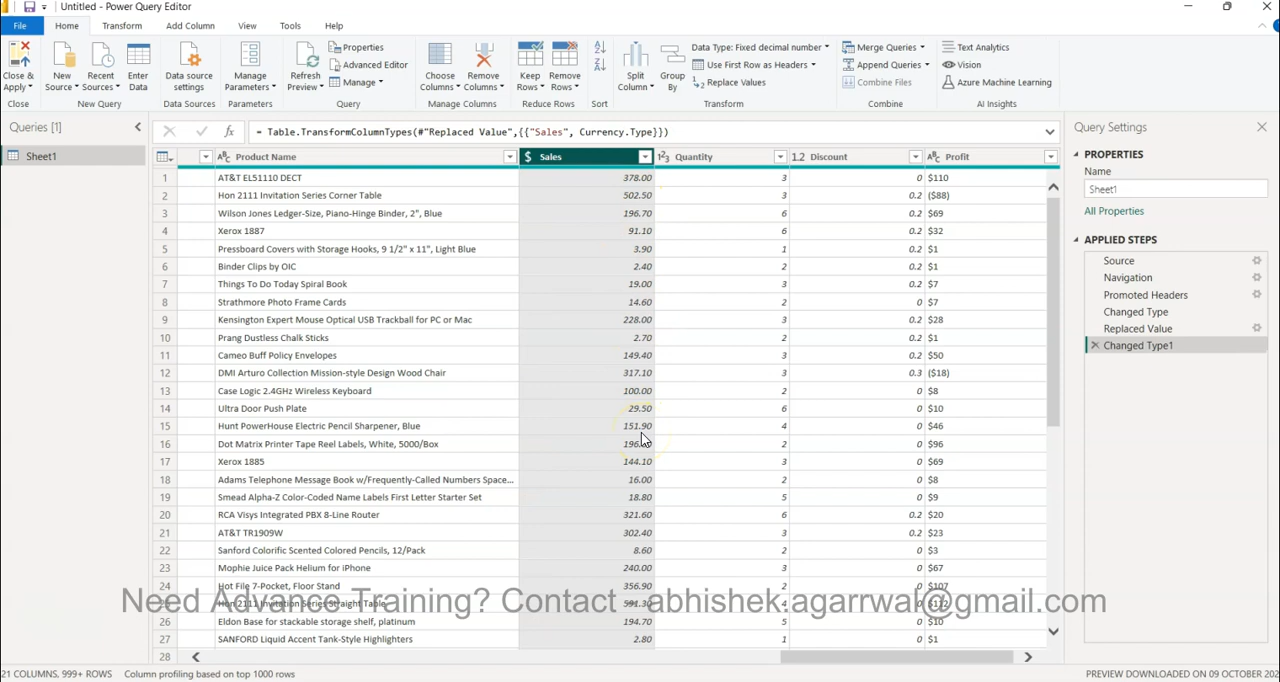 Untitled - Power Query Editor
File Home Transform Add Column View Tools Help
Close & Apply
New Source
Recent Sources
Enter Data
Data source settings
Manage Parameters
Refresh Preview
Properties
Advanced Editor
Manage
Choose Columns
Remove Columns
Keep Rows
Remove Rows
Split Column
Group By
Data Type: Fixed decimal number
Use First Row as Headers
Replace Values
Merge Queries
Append Queries
Combine Files
Text Analytics
Vision
Azure Machine Learning
Close New Query Data Sources Parameters Query Manage Columns Reduce Rows Sort Transform Combine AI Insights
Queries [1]
Sheet1
fx = Table.TransformColumnTypes(#"Replaced Value",{{"Sales", Currency.Type}})
ABC Product Name $ Sales 123 Quantity 1.2 Discount ABC Profit
1 AT&T EL51110 DECT 378.00 3 0 $110
2 Hon 2111 Invitation Series Corner Table 502.50 3 0.2 ($88)
3 Wilson Jones Ledger-Size, Piano-Hinge Binder, 2", Blue 196.70 6 0.2 $69
4 Xerox 1887 91.10 6 0.2 $32
5 Pressboard Covers with Storage Hooks, 9 1/2" x 11", Light Blue 3.90 1 0.2 $1
6 Binder Clips by OIC 2.40 2 0.2 $1
7 Things To Do Today Spiral Book 19.00 3 0.2 $7
8 Strathmore Photo Frame Cards 14.60 2 0 $7
9 Kensington Expert Mouse Optical USB Trackball for PC or Mac 228.00 3 0.2 $28
10 Prang Dustless Chalk Sticks 2.70 2 0.2 $1
11 Cameo Buff Policy Envelopes 149.40 3 0.2 $50
12 DMI Arturo Collection Mission-style Design Wood Chair 317.10 3 0.3 ($18)
13 Case Logic 2.4GHz Wireless Keyboard 100.00 2 0 $8
14 Ultra Door Push Plate 29.50 6 0 $10
15 Hunt PowerHouse Electric Pencil Sharpener, Blue 151.90 4 0 $46
16 Dot Matrix Printer Tape Reel Labels, White, 5000/Box 2 0 $96
17 Xerox 1885 144.10 3 0 $69
18 Adams Telephone Message Book w/Frequently-Called Numbers Space... 16.00 2 0 $8
19 Smead Alpha-Z Color-Coded Name Labels First Letter Starter Set 18.80 5 0 $9
20 RCA Visys Integrated PBX 8-Line Router 321.60 6 0.2 $20
21 AT&T TR1909W 302.40 3 0.2 $23
22 Sanford Colorific Scented Colored Pencils, 12/Pack 8.60 2 0 $3
23 Mophie Juice Pack Helium for iPhone 240.00 3 0 $67
24 Hot File 7-Pocket, Floor Stand 356.90 2 0 $107
Hon 2111 Invitation Series Straight Table 591.30 4 0 $112
Need Advance Training? Contact - abhishek.agarrwal@gmail.com
26 Eldon Base for stackable storage shelf, platinum 194.70 5 0 $10
27 SANFORD Liquid Accent Tank-Style Highlighters 2.80 1 0 $1
28
Query Settings
PROPERTIES
Name
Sheet1
All Properties
APPLIED STEPS
Source
Navigation
Promoted Headers
Changed Type
Replaced Value
Changed Type1
21 COLUMNS, 999+ ROWS Column profiling based on top 1000 rows PREVIEW DOWNLOADED ON 09 OCTOBER 202